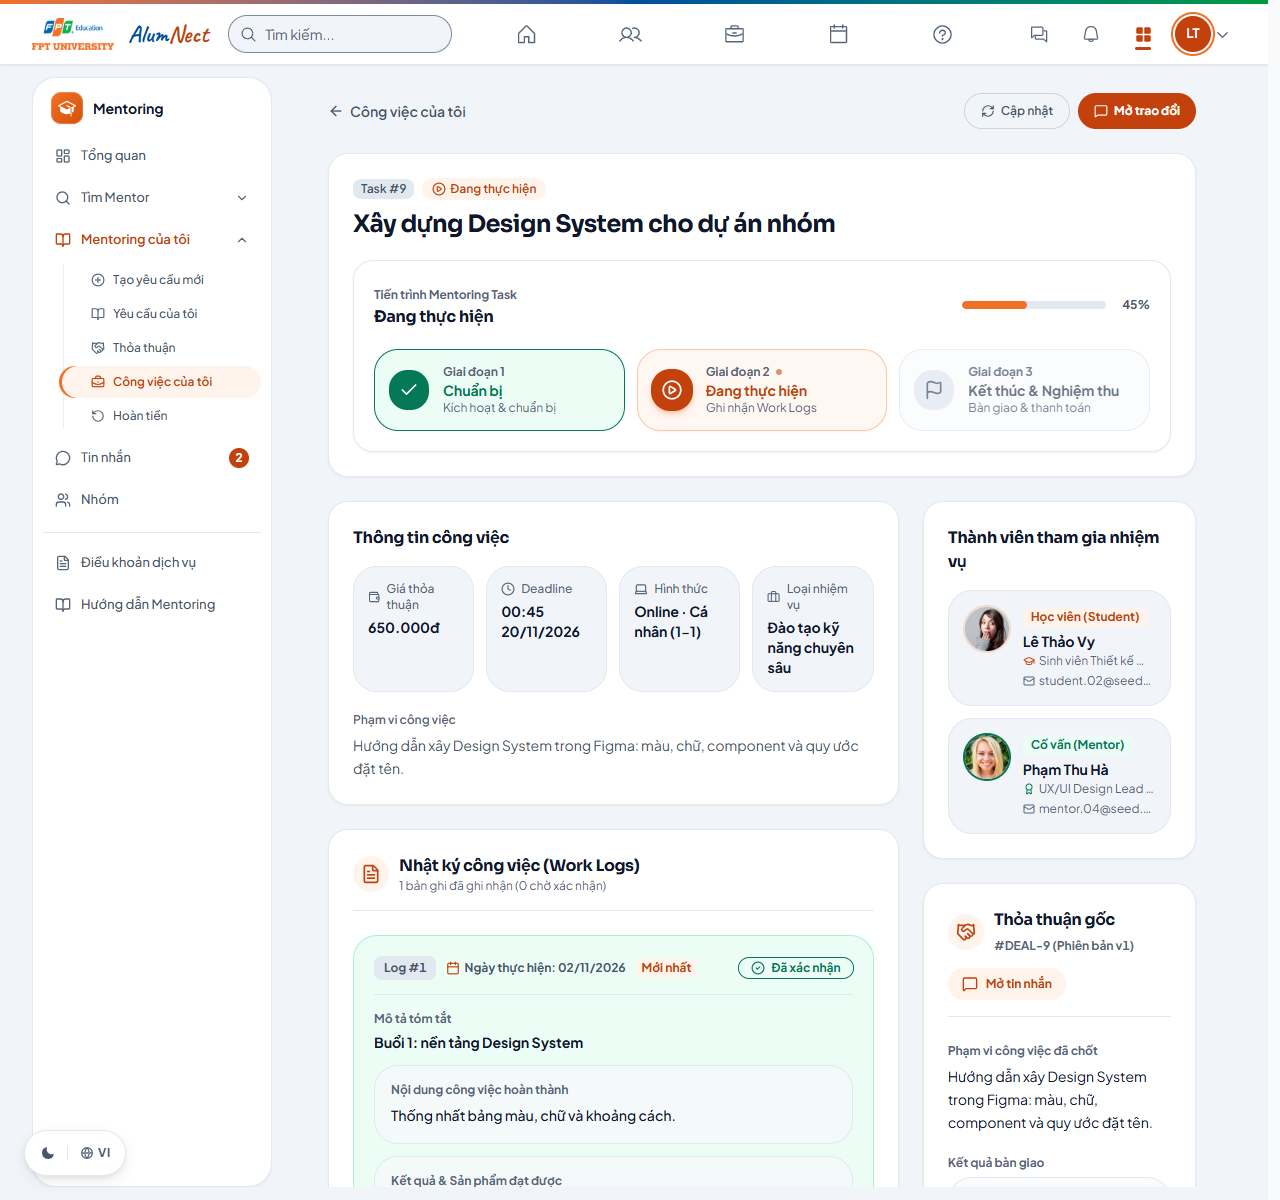 FPT Education
FPT UNIVERSITY
AlumNect
Tìm kiếm...
LT
Mentoring
Tổng quan
Tìm Mentor
Mentoring của tôi
Tạo yêu cầu mới
Yêu cầu của tôi
Thỏa thuận
Công việc của tôi
Hoàn tiền
Tin nhắn
2
Nhóm
Điều khoản dịch vụ
Hướng dẫn Mentoring
VI
Công việc của tôi
Cập nhật
Mở trao đổi
Task #9
Đang thực hiện
Xây dựng Design System cho dự án nhóm
Tiến trình Mentoring Task
Đang thực hiện
45%
Giai đoạn 1
Chuẩn bị
Kích hoạt & chuẩn bị
Giai đoạn 2
Đang thực hiện
Ghi nhận Work Logs
Giai đoạn 3
Kết thúc & Nghiệm thu
Bàn giao & thanh toán
Thông tin công việc
Giá thỏa
thuận
650.000đ
Deadline
00:45
20/11/2026
Hình thức
Online · Cá
nhân (1-1)
Loại nhiệm
vụ
Đào tạo kỹ
năng chuyên
sâu
Phạm vi công việc
Hướng dẫn xây Design System trong Figma: màu, chữ, component và quy ước
đặt tên.
Nhật ký công việc (Work Logs)
1 bản ghi đã ghi nhận (0 chờ xác nhận)
Log #1
Ngày thực hiện: 02/11/2026
Mới nhất
Đã xác nhận
Mô tả tóm tắt
Buổi 1: nền tảng Design System
Nội dung công việc hoàn thành
Thống nhất bảng màu, chữ và khoảng cách.
Kết quả & Sản phẩm đạt được
Thành viên tham gia nhiệm
vụ
Học viên (Student)
Lê Thảo Vy
Sinh viên Thiết kế ...
student.02@seed...
Cố vấn (Mentor)
Phạm Thu Hà
UX/UI Design Lead ...
mentor.04@seed....
Thỏa thuận gốc
#DEAL-9 (Phiên bản v1)
Mở tin nhắn
Phạm vi công việc đã chốt
Hướng dẫn xây Design System
trong Figma: màu, chữ,
component và quy ước đặt tên.
Kết quả bàn giao